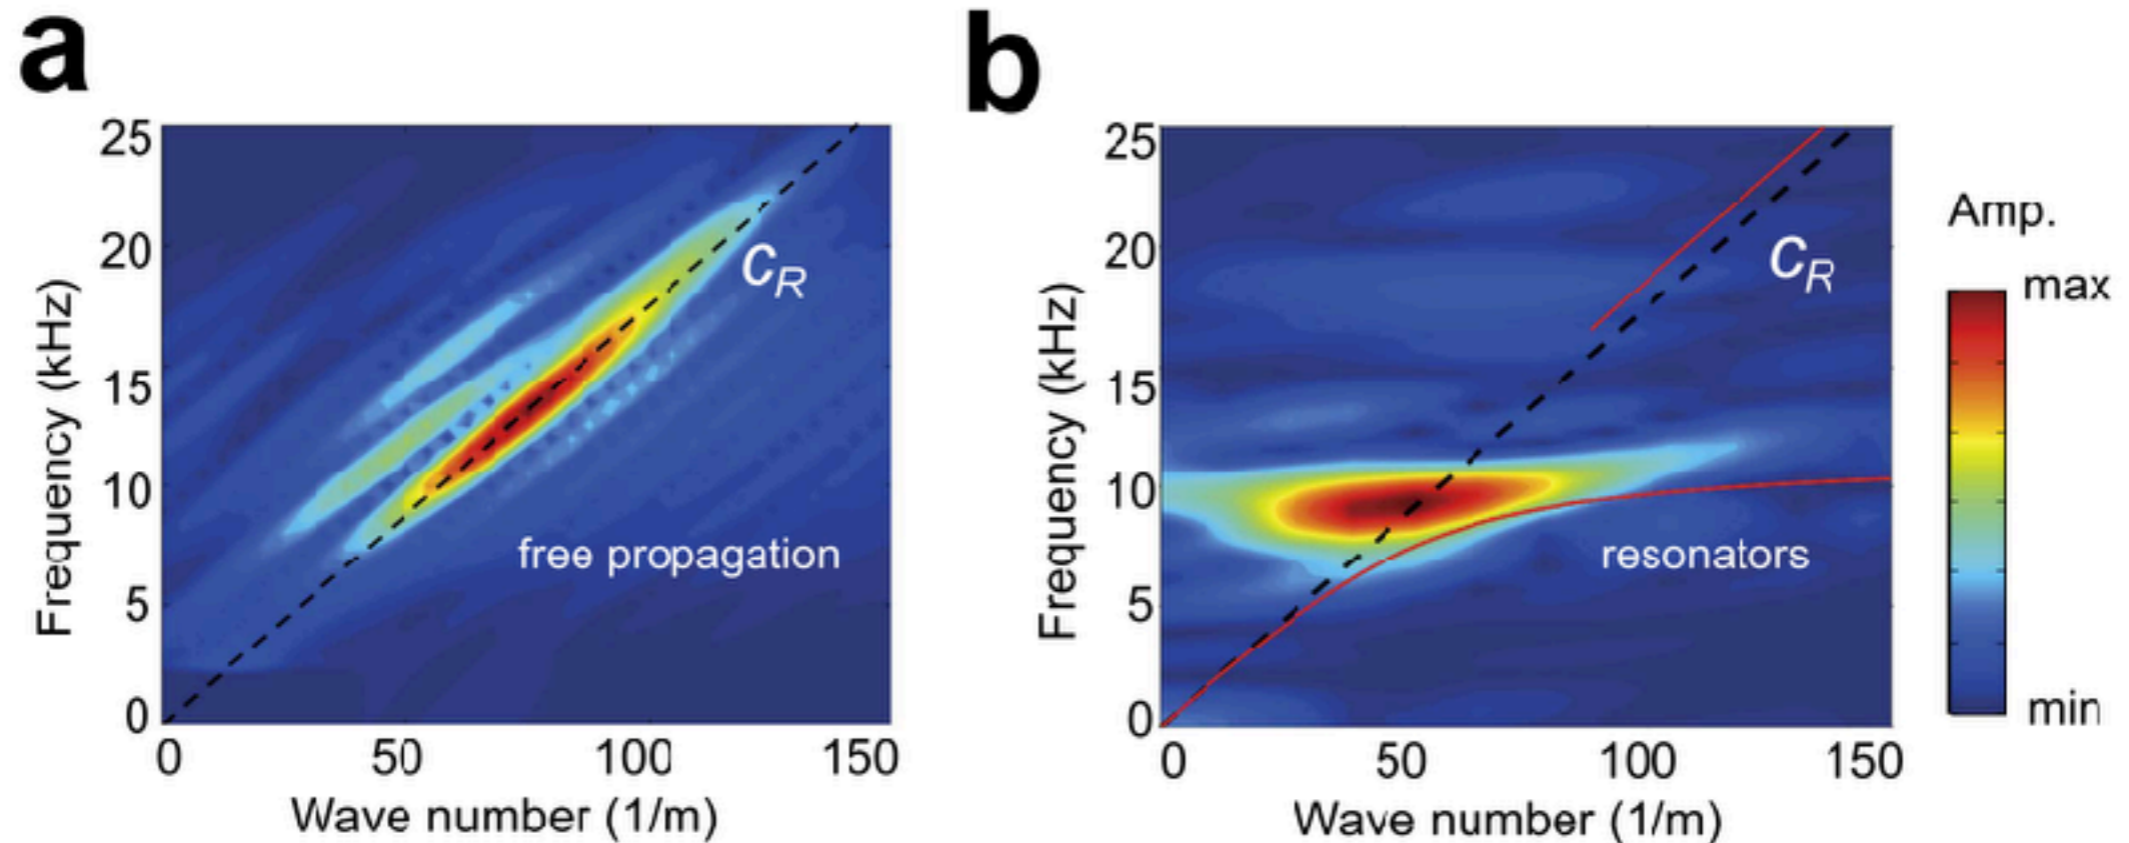 a
25
20
15
10
5
0
Frequency (kHz)
0 50 100 150
Wave number (1/m)
C_R
free propagation
b
25
20
15
10
5
0
Frequency (kHz)
0 50 100 150
Wave number (1/m)
C_R
resonators
Amp.
max
min